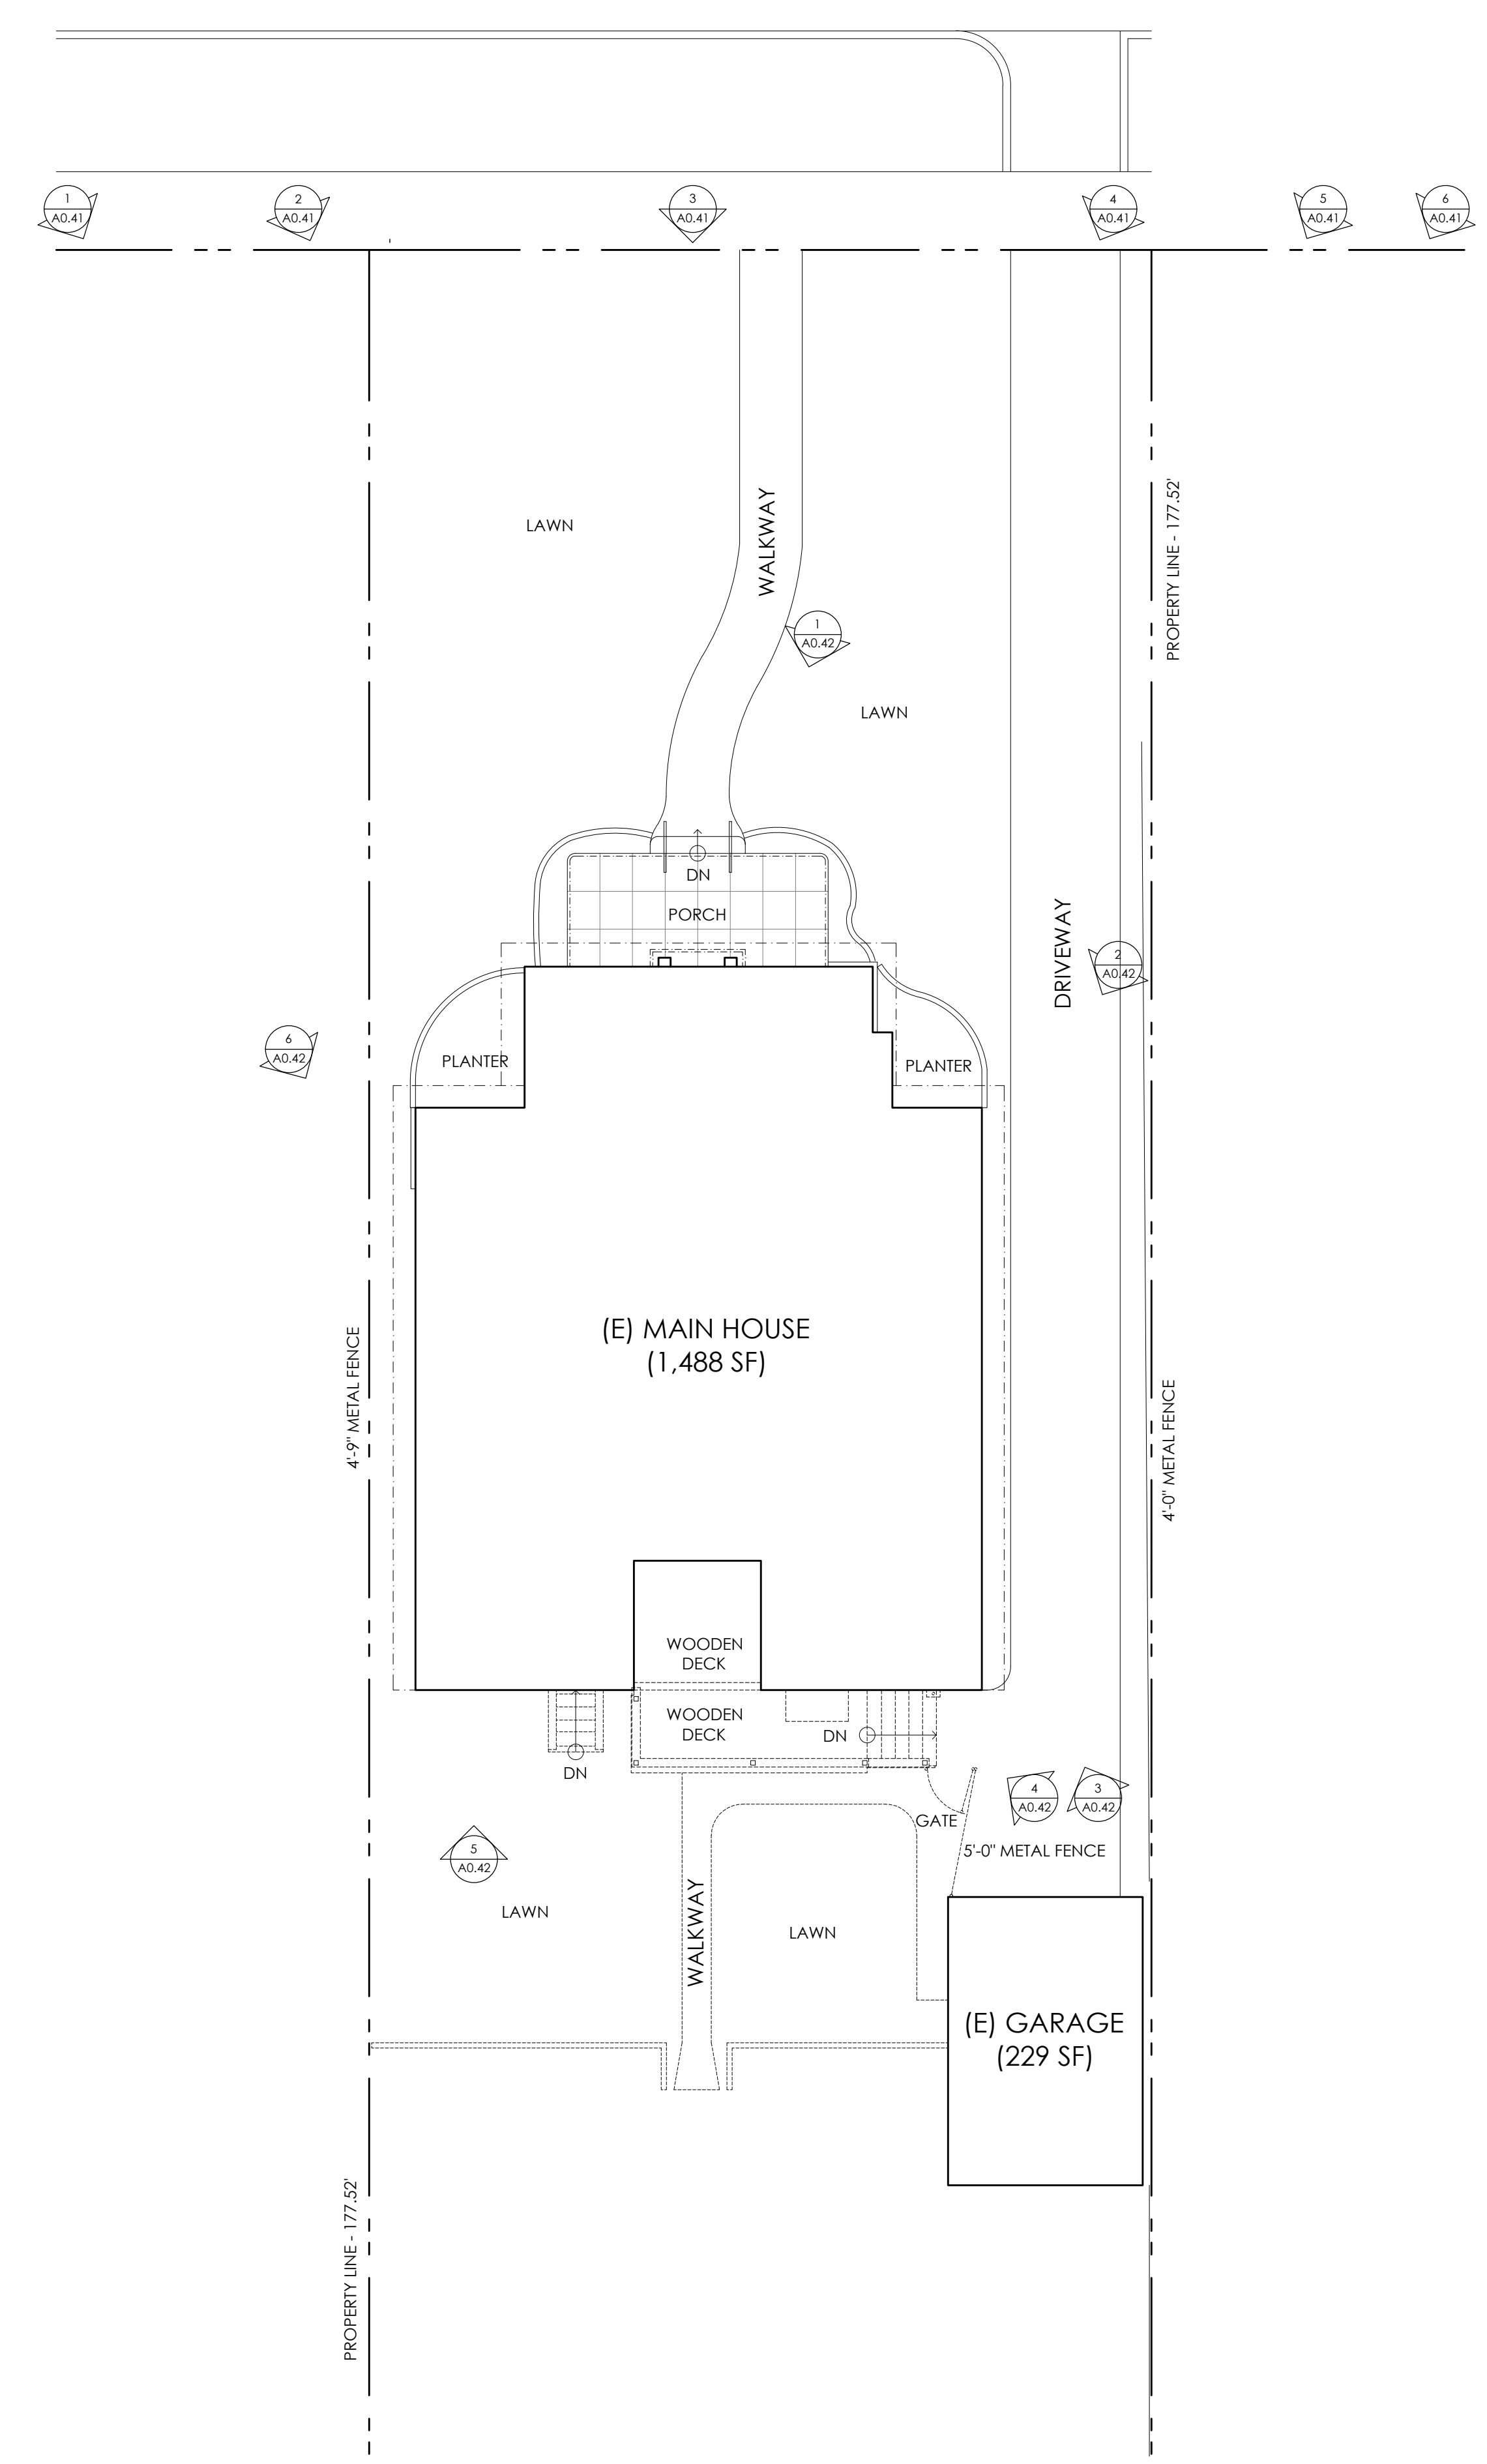 1
A0.41
2
A0.41
3
A0.41
4
A0.41
5
A0.41
6
A0.41
LAWN
WALKWAY
PROPERTY LINE - 177.52'
1
A0.42
LAWN
DN
PORCH
DRIVEWAY
2
A0.42
6
A0.42
PLANTER
PLANTER
(E) MAIN HOUSE
(1,488 SF)
4'-9" METAL FENCE
4'-0" METAL FENCE
WOODEN
DECK
WOODEN
DECK
DN
DN
4
A0.42
3
A0.42
GATE
5'-0" METAL FENCE
5
A0.42
LAWN
WALKWAY
LAWN
(E) GARAGE
(229 SF)
PROPERTY LINE - 177.52'